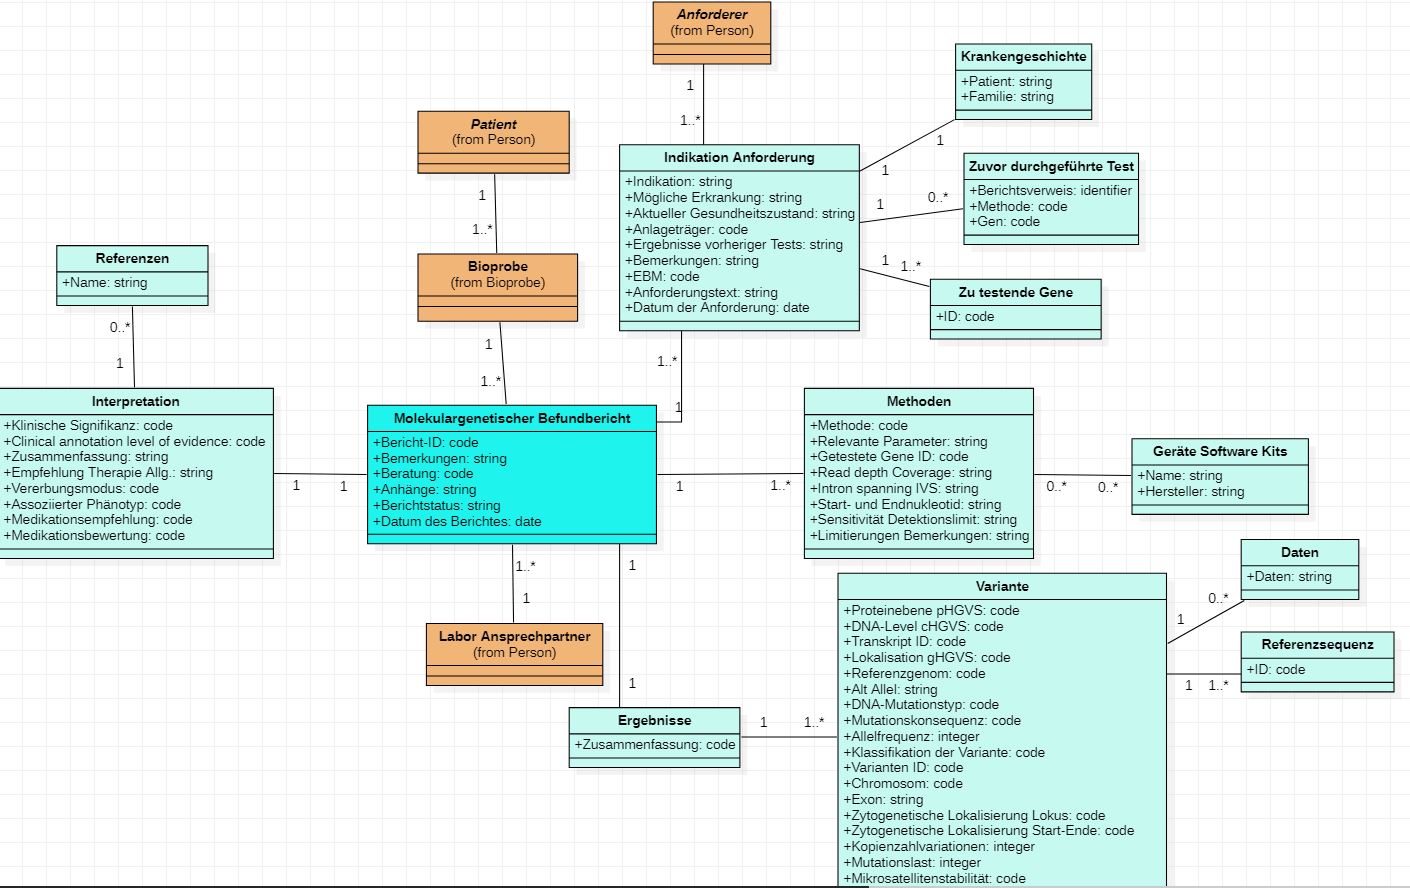 Anforderer
(from Person)
1
1..*
Krankengeschichte
+Patient: string
+Familie: string
1
1
Patient
(from Person)
1
1..*
Indikation Anforderung
+Indikation: string
+Mögliche Erkrankung: string
+Aktueller Gesundheitszustand: string
+Anlageträger: code
+Ergebnisse vorheriger Tests: string
+Bemerkungen: string
+EBM: code
+Anforderungstext: string
+Datum der Anforderung: date
Zuvor durchgeführte Test
+Berichtsverweis: identifier
+Methode: code
+Gen: code
1
0..*
1
1..*
Zu testende Gene
+ID: code
Referenzen
+Name: string
0..*
1
Bioprobe
(from Bioprobe)
1
1..*
1..*
1
Interpretation
+Klinische Signifikanz: code
+Clinical annotation level of evidence: code
+Zusammenfassung: string
+Empfehlung Therapie Allg.: string
+Vererbungsmodus: code
+Assoziierter Phänotyp: code
+Medikationsempfehlung: code
+Medikationsbewertung: code
1
1
Molekulargenetischer Befundbericht
+Bericht-ID: code
+Bemerkungen: string
+Beratung: code
+Anhänge: string
+Berichtstatus: string
+Datum des Berichtes: date
1
1..*
Methoden
+Methode: code
+Relevante Parameter: string
+Getestete Gene ID: code
+Read depth Coverage: string
+Intron spanning IVS: string
+Start- und Endnukleotid: string
+Sensitivität Detektionslimit: string
+Limitierungen Bemerkungen: string
0..*
0..*
Geräte Software Kits
+Name: string
+Hersteller: string
1..*
1
Labor Ansprechpartner
(from Person)
1
1
Ergebnisse
+Zusammenfassung: code
1
1..*
Variante
+Proteinebene pHGVS: code
+DNA-Level cHGVS: code
+Transkript ID: code
+Lokalisation gHGVS: code
+Referenzgenom: code
+Alt Allel: string
+DNA-Mutationstyp: code
+Mutationskonsequenz: code
+Allelfrequenz: integer
+Klassifikation der Variante: code
+Varianten ID: code
+Chromosom: code
+Exon: string
+Zytogenetische Lokalisierung Lokus: code
+Zytogenetische Lokalisierung Start-Ende: code
+Kopienzahlvariationen: integer
+Mutationslast: integer
+Mikrosatellitenstabilität: code
Daten
+Daten: string
0..*
1
Referenzsequenz
+ID: code
1
1..*